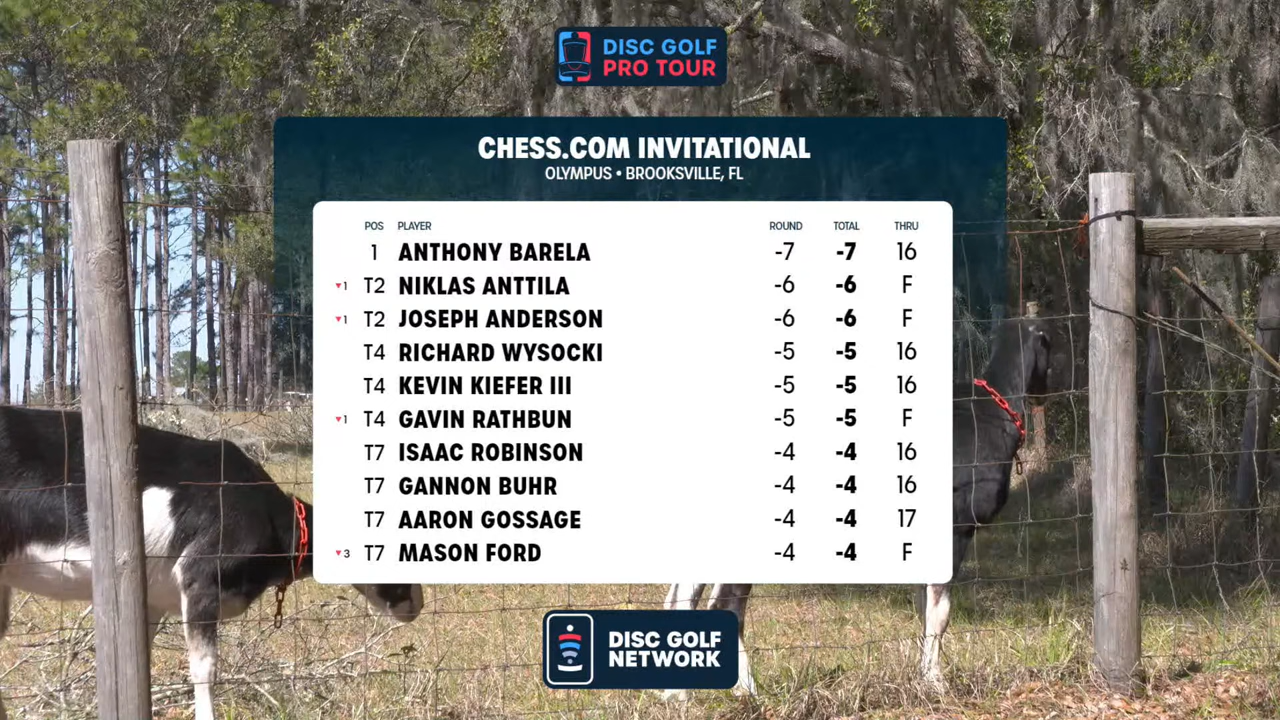 DISC GOLF
PRO TOUR
CHESS.COM INVITATIONAL
OLYMPUS • BROOKSVILLE, FL
POS PLAYER ROUND TOTAL THRU
1 ANTHONY BARELA -7 -7 16
▼1 T2 NIKLAS ANTTILA -6 -6 F
▼1 T2 JOSEPH ANDERSON -6 -6 F
T4 RICHARD WYSOCKI -5 -5 16
T4 KEVIN KIEFER III -5 -5 16
▼1 T4 GAVIN RATHBUN -5 -5 F
T7 ISAAC ROBINSON -4 -4 16
T7 GANNON BUHR -4 -4 16
T7 AARON GOSSAGE -4 -4 17
▼3 T7 MASON FORD -4 -4 F
DISC GOLF
NETWORK